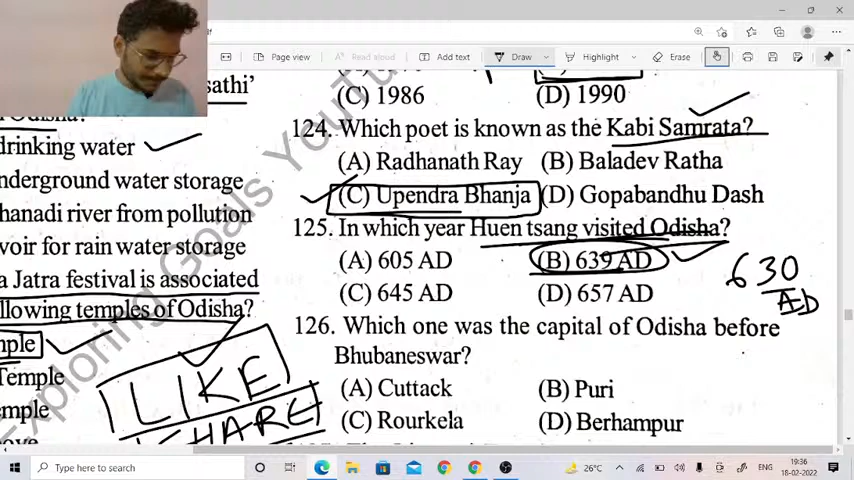 Page view
Read aloud
Add text
Draw
Highlight
Erase
sathi'
drinking water
nderground water storage
hanadi river from pollution
voir for rain water storage
a Jatra festival is associated
llowing temples of Odisha?
mple
Temple
emple
LIKE
SHARE
Exploring Goals YouTu
(C) 1986 (D) 1990
124. Which poet is known as the Kabi Samrata?
(A) Radhanath Ray (B) Baladev Ratha
(C) Upendra Bhanja (D) Gopabandhu Dash
125. In which year Huen tsang visited Odisha?
(A) 605 AD (B) 639 AD
(C) 645 AD (D) 657 AD
630
AD
126. Which one was the capital of Odisha before
Bhubaneswar?
(A) Cuttack (B) Puri
(C) Rourkela (D) Berhampur
Type here to search
26°C
ENG
19:36
18-02-2022